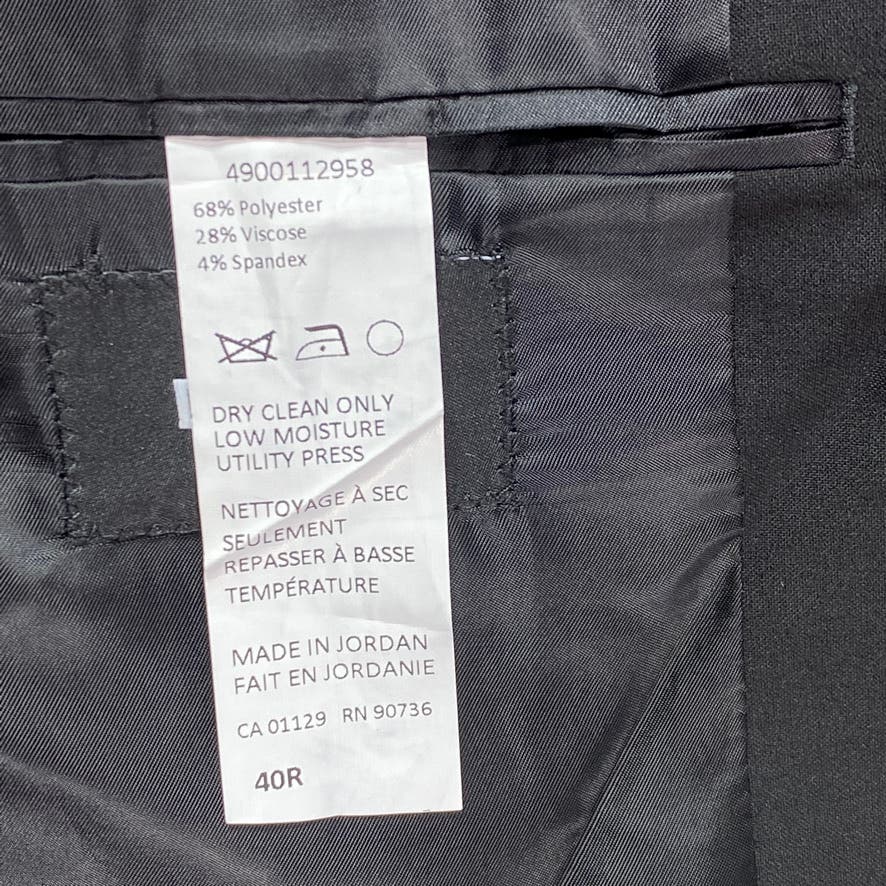 4900112958
68% Polyester
28% Viscose
4% Spandex
DRY CLEAN ONLY
LOW MOISTURE
UTILITY PRESS
NETTOYAGE À SEC
SEULEMENT
REPASSER À BASSE
TEMPÉRATURE
MADE IN JORDAN
FAIT EN JORDANIE
CA 01129 RN 90736
40R